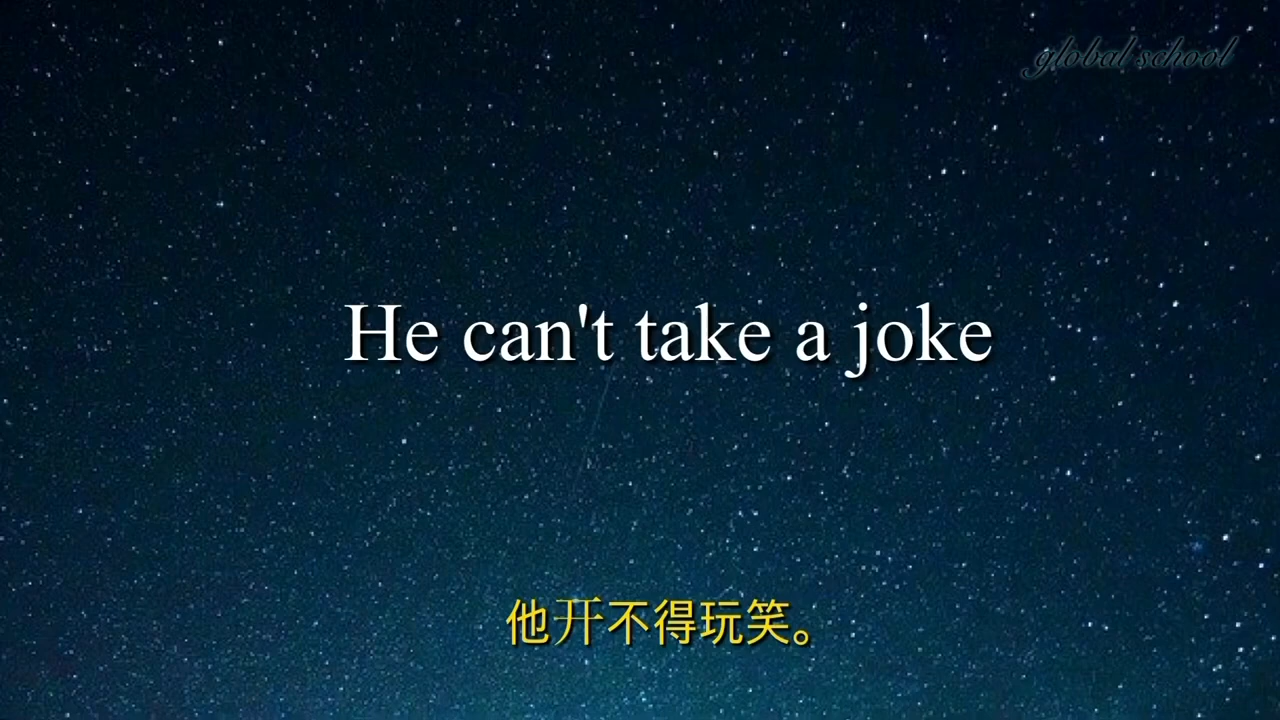 global school
He can't take a joke
他开不得玩笑。